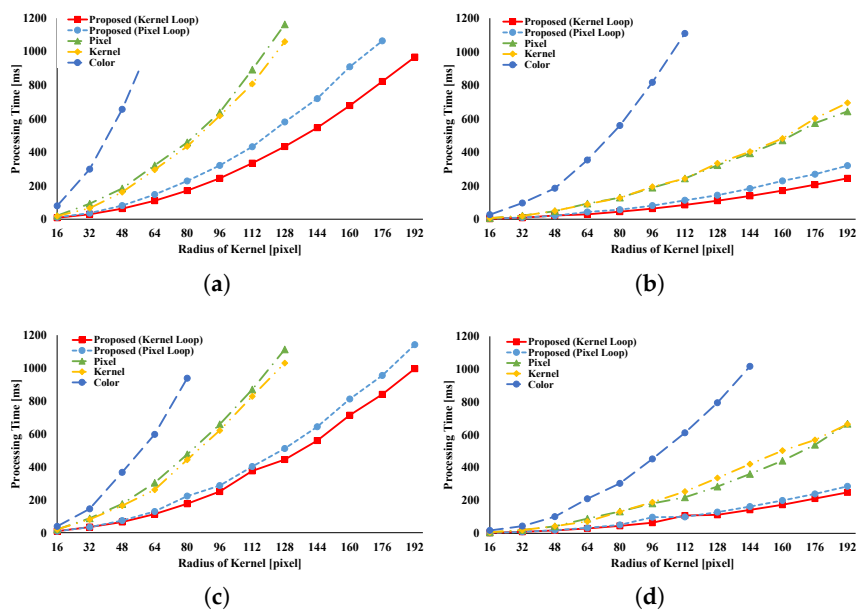 1200
1000
800
600
400
200
0
Processing Time [ms]
Proposed (Kernel Loop)
Proposed (Pixel Loop)
Pixel
Kernel
Color
16 32 48 64 80 96 112 128 144 160 176 192
Radius of Kernel [pixel]
(a)
1200
1000
800
600
400
200
0
Processing Time [ms]
Proposed (Kernel Loop)
Proposed (Pixel Loop)
Pixel
Kernel
Color
16 32 48 64 80 96 112 128 144 160 176 192
Radius of Kernel [pixel]
(b)
1200
1000
800
600
400
200
0
Processing Time [ms]
Proposed (Kernel Loop)
Proposed (Pixel Loop)
Pixel
Kernel
Color
16 32 48 64 80 96 112 128 144 160 176 192
Radius of Kernel [pixel]
(c)
1200
1000
800
600
400
200
0
Processing Time [ms]
Proposed (Kernel Loop)
Proposed (Pixel Loop)
Pixel
Kernel
Color
16 32 48 64 80 96 112 128 144 160 176 192
Radius of Kernel [pixel]
(d)